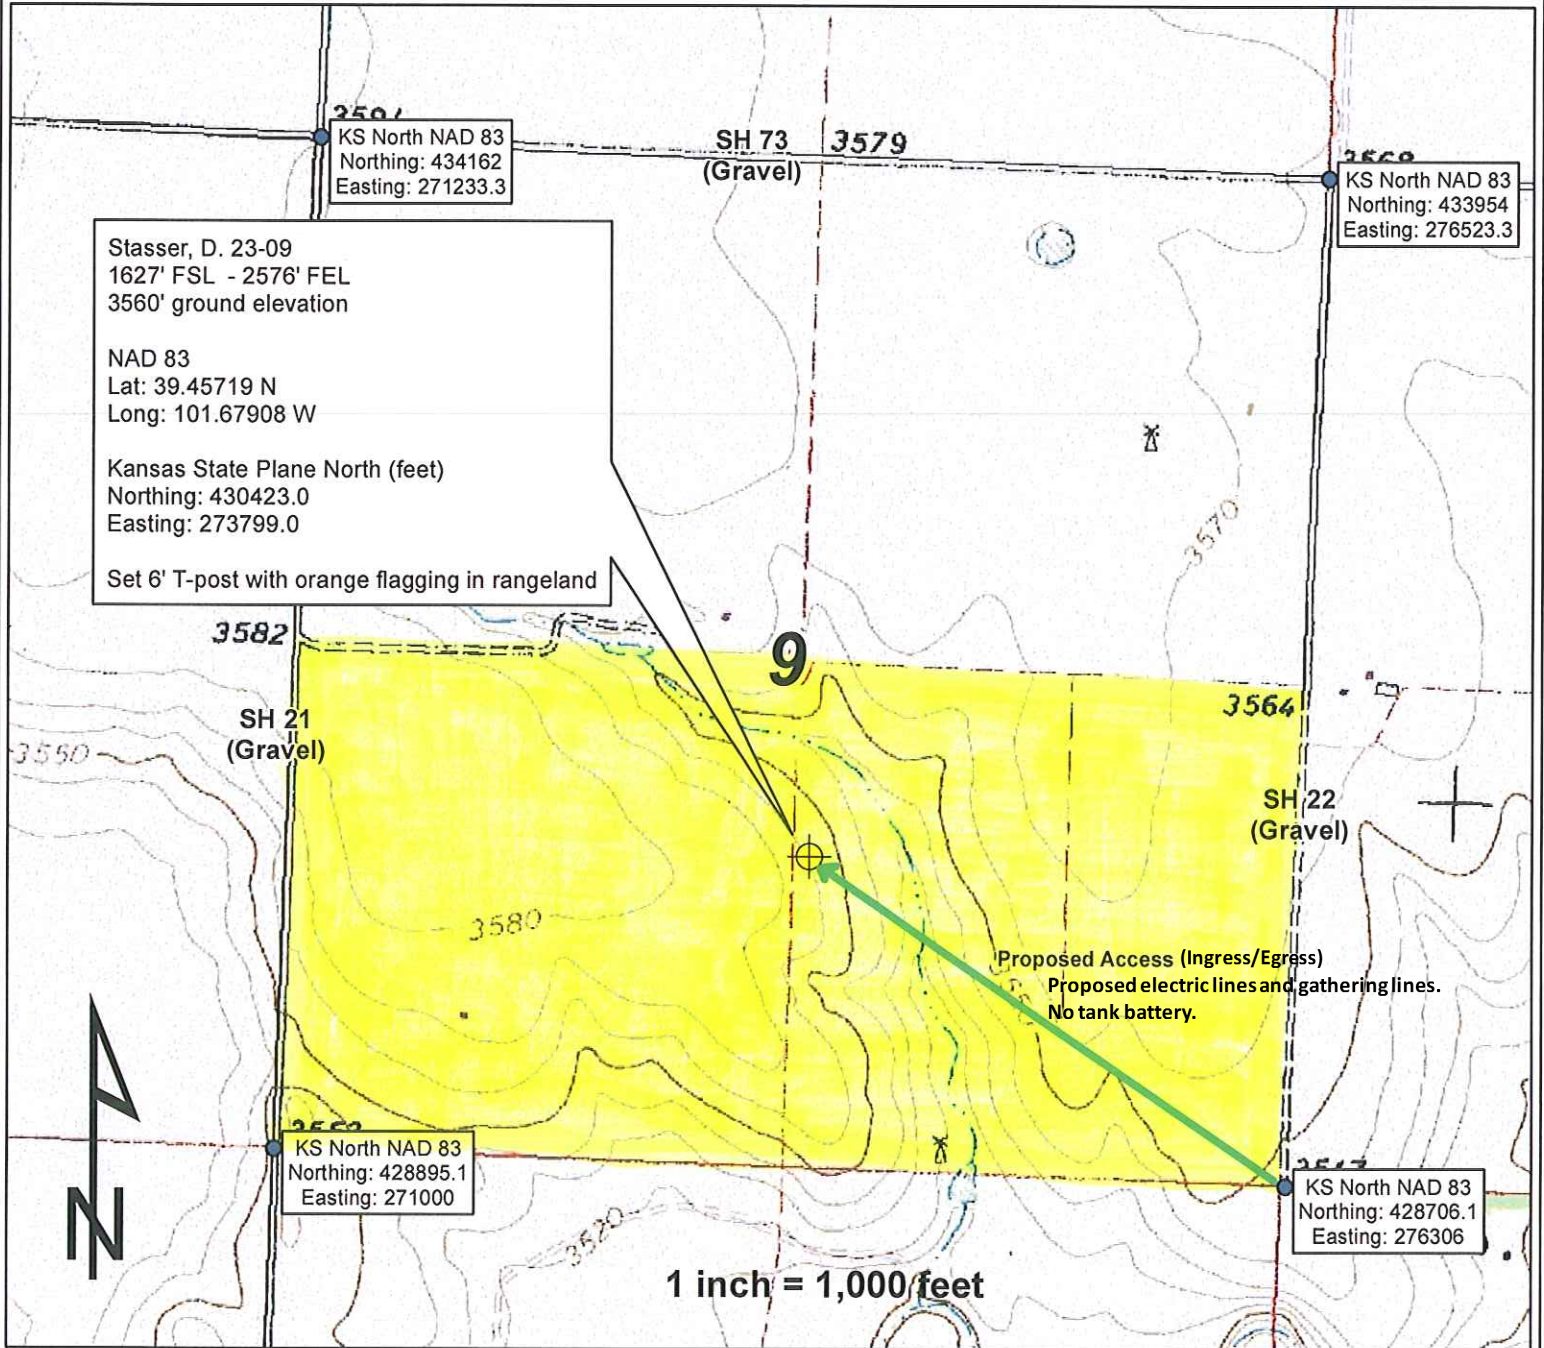 KS North NAD 83
Northing: 434162
Easting: 271233.3
SH 73
(Gravel)
3579
KS North NAD 83
Northing: 433954
Easting: 276523.3
Stasser, D. 23-09
1627' FSL - 2576' FEL
3560' ground elevation
NAD 83
Lat: 39.45719 N
Long: 101.67908 W
Kansas State Plane North (feet)
Northing: 430423.0
Easting: 273799.0
Set 6' T-post with orange flagging in rangeland
3570
3582
9
3564
SH 21
(Gravel)
3550
SH 22
(Gravel)
3580
Proposed Access (Ingress/Egress)
Proposed electric lines and gathering lines.
No tank battery.
KS North NAD 83
Northing: 428895.1
Easting: 271000
KS North NAD 83
Northing: 428706.1
Easting: 276306
N
3520
1 inch = 1,000 feet